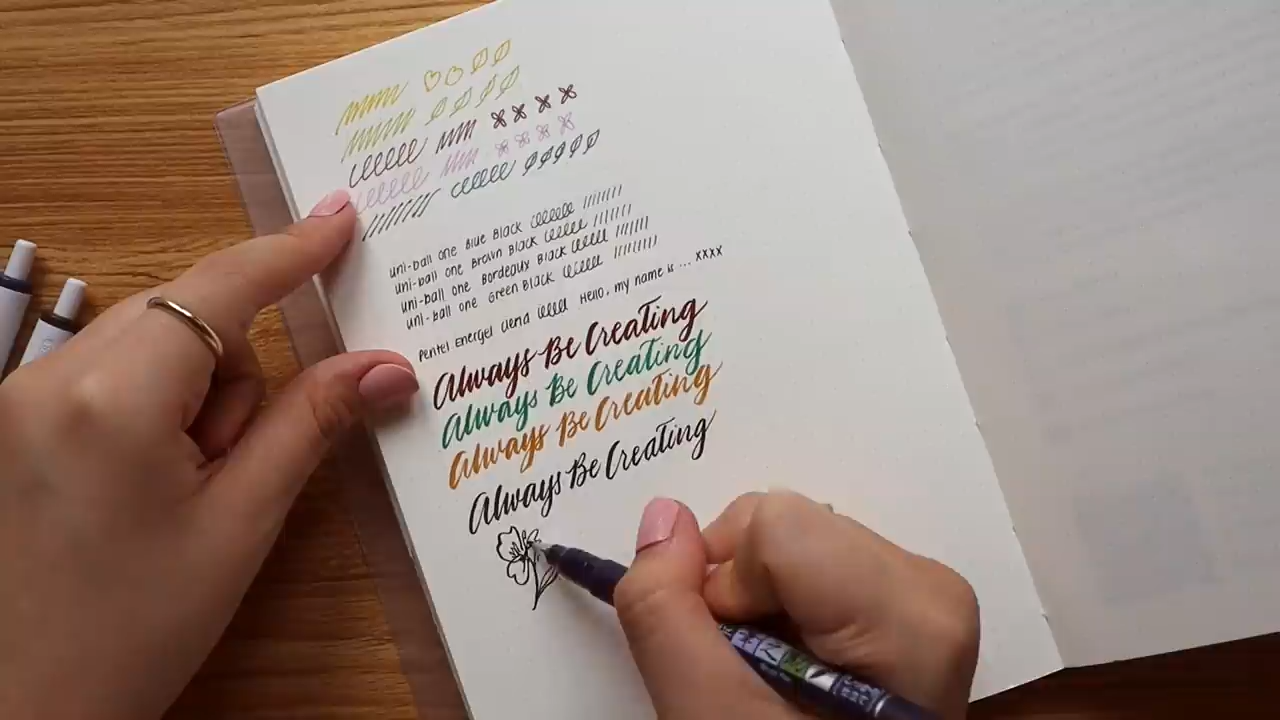 uni-ball one Blue Black
uni-ball one Brown Black
uni-ball one Bordeaux Black
uni-ball one Green Black
Pentel Energel Clena Hello, my name is ... xxxx
Always Be Creating
Always Be Creating
Always Be Creating
Always Be Creating